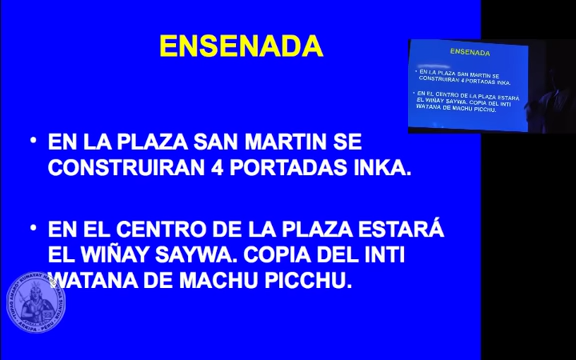 ENSENADA
• EN LA PLAZA SAN MARTIN SE
CONSTRUIRAN 4 PORTADAS INKA.
• EN EL CENTRO DE LA PLAZA ESTARÁ
EL WIÑAY SAYWA. COPIA DEL INTI
WATANA DE MACHU PICCHU.
ENSENADA
• EN LA PLAZA SAN MARTIN SE
CONSTRUIRAN 4 PORTADAS INKA.
• EN EL CENTRO DE LA PLAZA ESTARÁ
EL WIÑAY SAYWA. COPIA DEL INTI
WATANA DE MACHU PICCHU.